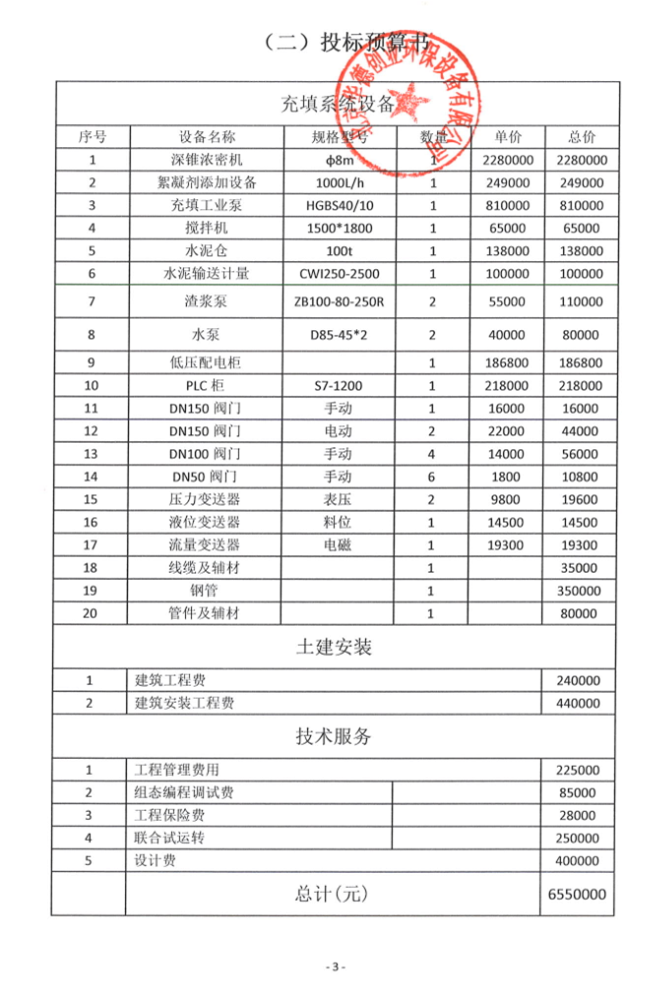 （二）投标预算书
北京华德创业环保设备有限公司
充填系统设备
序号 设备名称 规格型号 数量 单价 总价
1 深锥浓密机 ф8m 1 2280000 2280000
2 絮凝剂添加设备 1000L/h 1 249000 249000
3 充填工业泵 HGBS40/10 1 810000 810000
4 搅拌机 1500*1800 1 65000 65000
5 水泥仓 100t 1 138000 138000
6 水泥输送计量 CWI250-2500 1 100000 100000
7 渣浆泵 ZB100-80-250R 2 55000 110000
8 水泵 D85-45*2 2 40000 80000
9 低压配电柜 1 186800 186800
10 PLC 柜 S7-1200 1 218000 218000
11 DN150 阀门 手动 1 16000 16000
12 DN150 阀门 电动 2 22000 44000
13 DN100 阀门 手动 4 14000 56000
14 DN50 阀门 手动 6 1800 10800
15 压力变送器 表压 2 9800 19600
16 液位变送器 料位 1 14500 14500
17 流量变送器 电磁 1 19300 19300
18 线缆及辅材 1 35000
19 钢管 1 350000
20 管件及辅材 1 80000
土建安装
1 建筑工程费 240000
2 建筑安装工程费 440000
技术服务
1 工程管理费用 225000
2 组态编程调试费 85000
3 工程保险费 28000
4 联合试运转 250000
5 设计费 400000
总计(元) 6550000
- 3 -